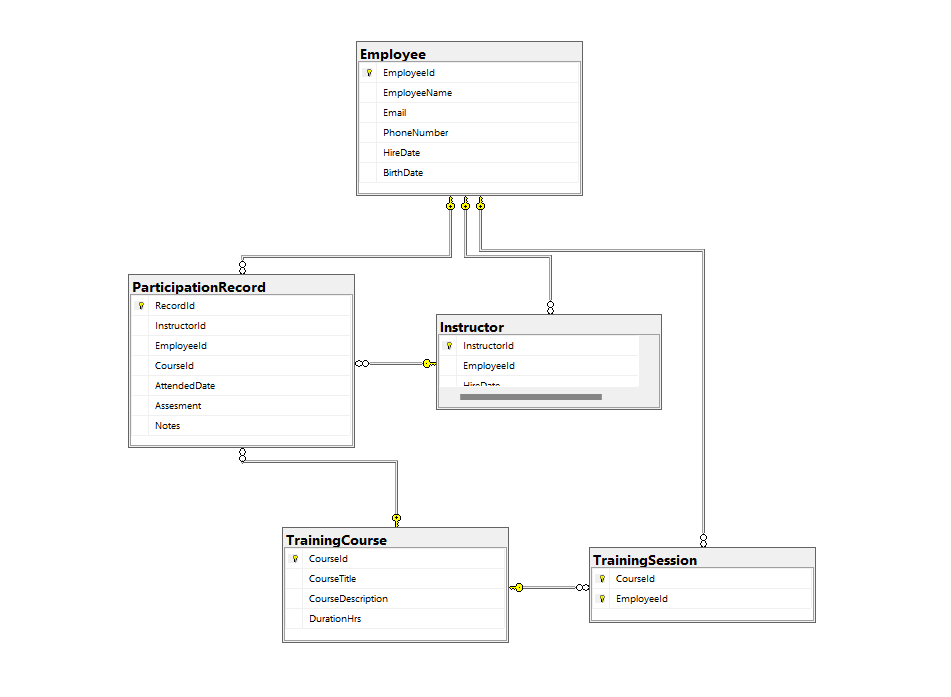 Employee
EmployeeId
EmployeeName
Email
PhoneNumber
HireDate
BirthDate
ParticipationRecord
RecordId
InstructorId
EmployeeId
CourseId
AttendedDate
Assesment
Notes
Instructor
InstructorId
EmployeeId
HireDate
TrainingCourse
CourseId
CourseTitle
CourseDescription
DurationHrs
TrainingSession
CourseId
EmployeeId